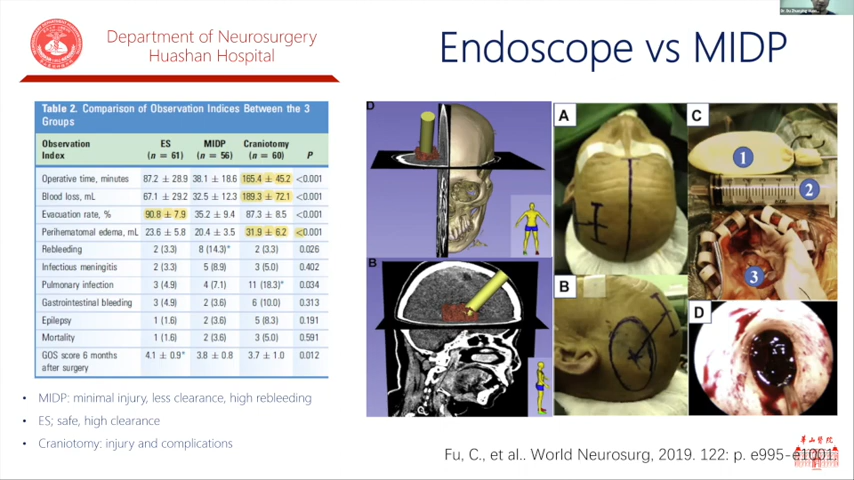 Department of Neurosurgery
Huashan Hospital
Endoscope vs MIDP
Table 2. Comparison of Observation Indices Between the 3
Groups
Observation Index ES (n = 61) MIDP (n = 56) Craniotomy (n = 60) P
Operative time, minutes 87.2 ± 28.9 38.1 ± 18.6 165.4 ± 45.2 <0.001
Blood loss, mL 67.1 ± 29.2 32.5 ± 12.3 189.3 ± 72.1 <0.001
Evacuation rate, % 90.8 ± 7.9 35.2 ± 9.4 87.3 ± 8.5 <0.001
Perihematomal edema, mL 23.6 ± 5.8 20.4 ± 3.5 31.9 ± 6.2 <0.001
Rebleeding 2 (3.3) 8 (14.3)* 2 (3.3) 0.026
Infectious meningitis 2 (3.3) 5 (8.9) 3 (5.0) 0.402
Pulmonary infection 3 (4.9) 4 (7.1) 11 (18.3)* 0.034
Gastrointestinal bleeding 3 (4.9) 2 (3.6) 6 (10.0) 0.313
Epilepsy 1 (1.6) 2 (3.6) 5 (8.3) 0.191
Mortality 1 (1.6) 2 (3.6) 3 (5.0) 0.591
GOS score 6 months after surgery 4.1 ± 0.9* 3.8 ± 0.8 3.7 ± 1.0 0.012
• MIDP: minimal injury, less clearance, high rebleeding
• ES; safe, high clearance
• Craniotomy: injury and complications
D
B
A
B
C
1
2
3
D
Fu, C., et al.. World Neurosurg, 2019. 122: p. e995-e1001.
華山醫院